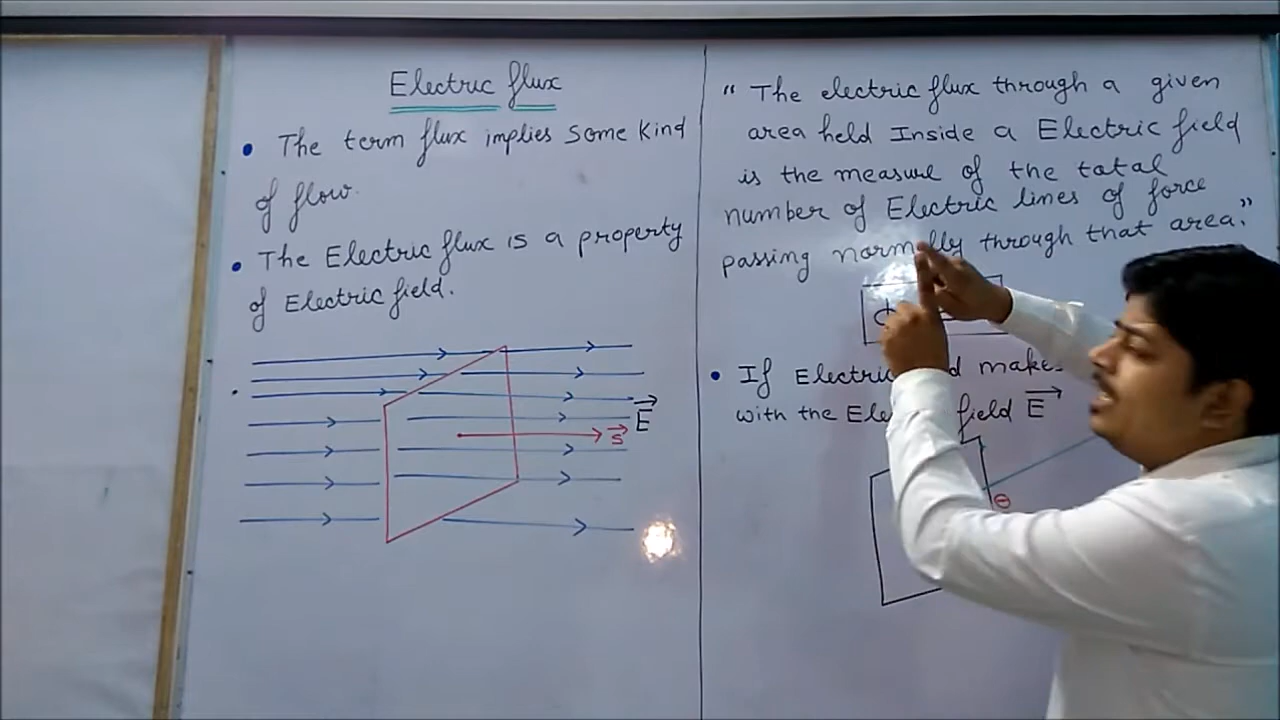 Electric flux
• The term flux implies Some Kind
of flow.
• The Electric flux is a property
of Electric field.
E
S
" The electric flux through a given
area held Inside a Electric field
is the measure of the total
number of Electric lines of force
passing normally through that area."
ϕ
• If Electric make
with the field E
θ